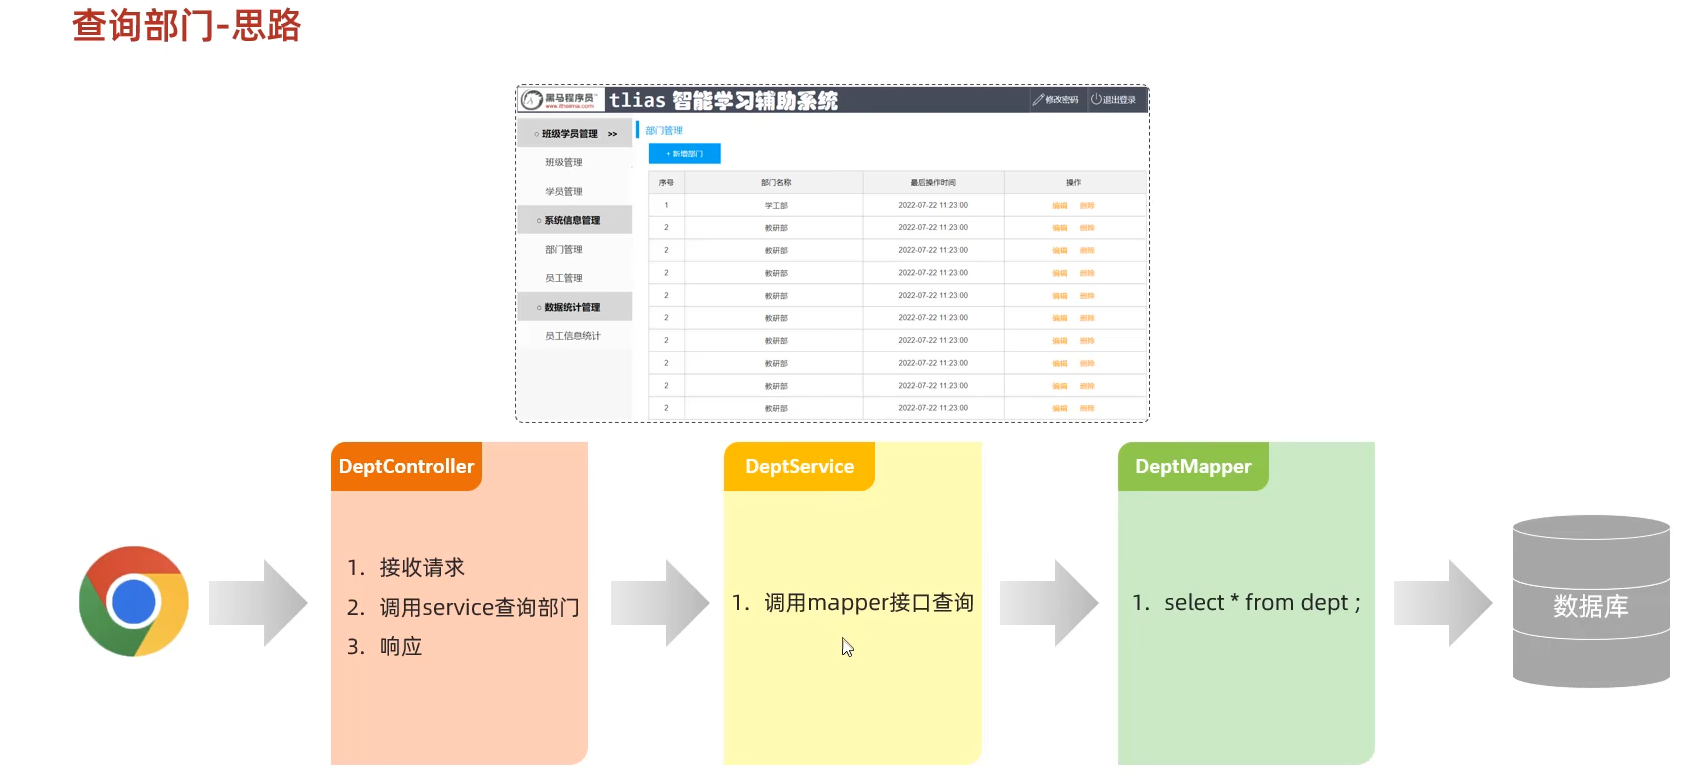 查询部门-思路
黑马程序员
www.itheima.com
tlias 智能学习辅助系统
修改密码
退出登录
班级学员管理 >>
班级管理
学员管理
系统信息管理
部门管理
员工管理
数据统计管理
员工信息统计
部门管理
+ 新增部门
序号 部门名称 最后操作时间 操作
1 学工部 2022-07-22 11:23:00 编辑 删除
2 教研部 2022-07-22 11:23:00 编辑 删除
2 教研部 2022-07-22 11:23:00 编辑 删除
2 教研部 2022-07-22 11:23:00 编辑 删除
2 教研部 2022-07-22 11:23:00 编辑 删除
2 教研部 2022-07-22 11:23:00 编辑 删除
2 教研部 2022-07-22 11:23:00 编辑 删除
2 教研部 2022-07-22 11:23:00 编辑 删除
2 教研部 2022-07-22 11:23:00 编辑 删除
2 教研部 2022-07-22 11:23:00 编辑 删除
DeptController
1. 接收请求
2. 调用service查询部门
3. 响应
DeptService
1. 调用mapper接口查询
DeptMapper
1. select * from dept ;
数据库